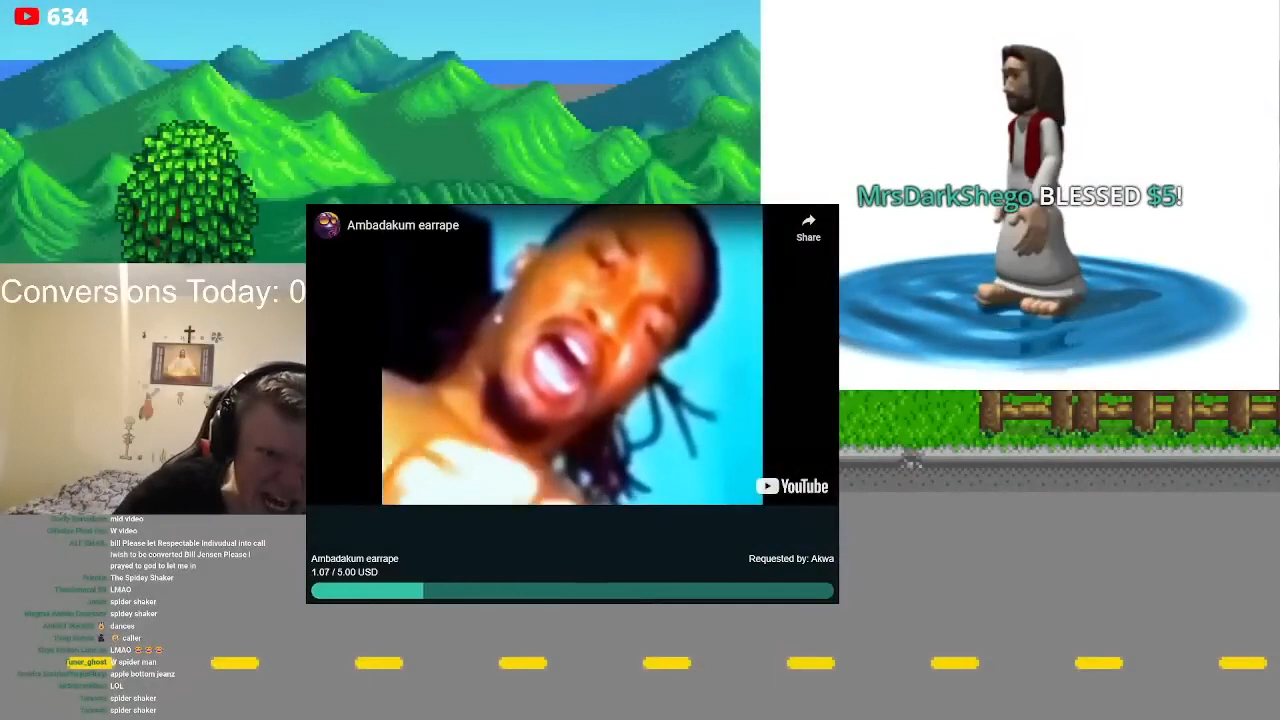 634
MrsDarkShego BLESSED $5!
Ambadakum earrape
Share
Conversions Today: 0
YouTube
Ambadakum earrape
Requested by: Akwa
1.07 / 5.00 USD
mid video
W video
bill Please let Respectable Indivudual into call
iwish to be converted Bill Jensen Please I
prayed to god to let me in
The Spidey Shaker
LMAO
spider shaker
spidey shaker
dances
caller
LMAO
W spider man
apple bottom jeanz
LOL
spider shaker
spider shaker